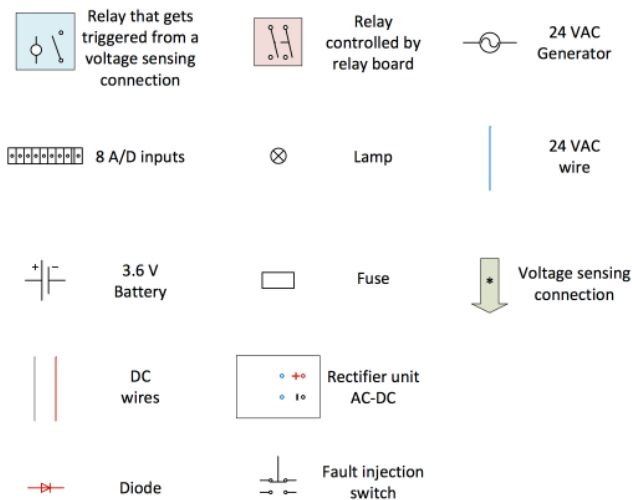 Relay that gets
triggered from a
voltage sensing
connection
Relay
controlled by
relay board
24 VAC
Generator
8 A/D inputs
Lamp
24 VAC
wire
+ −
3.6 V
Battery
Fuse
*
Voltage sensing
connection
DC
wires
+
Rectifier unit
AC-DC
Diode
Fault injection
switch